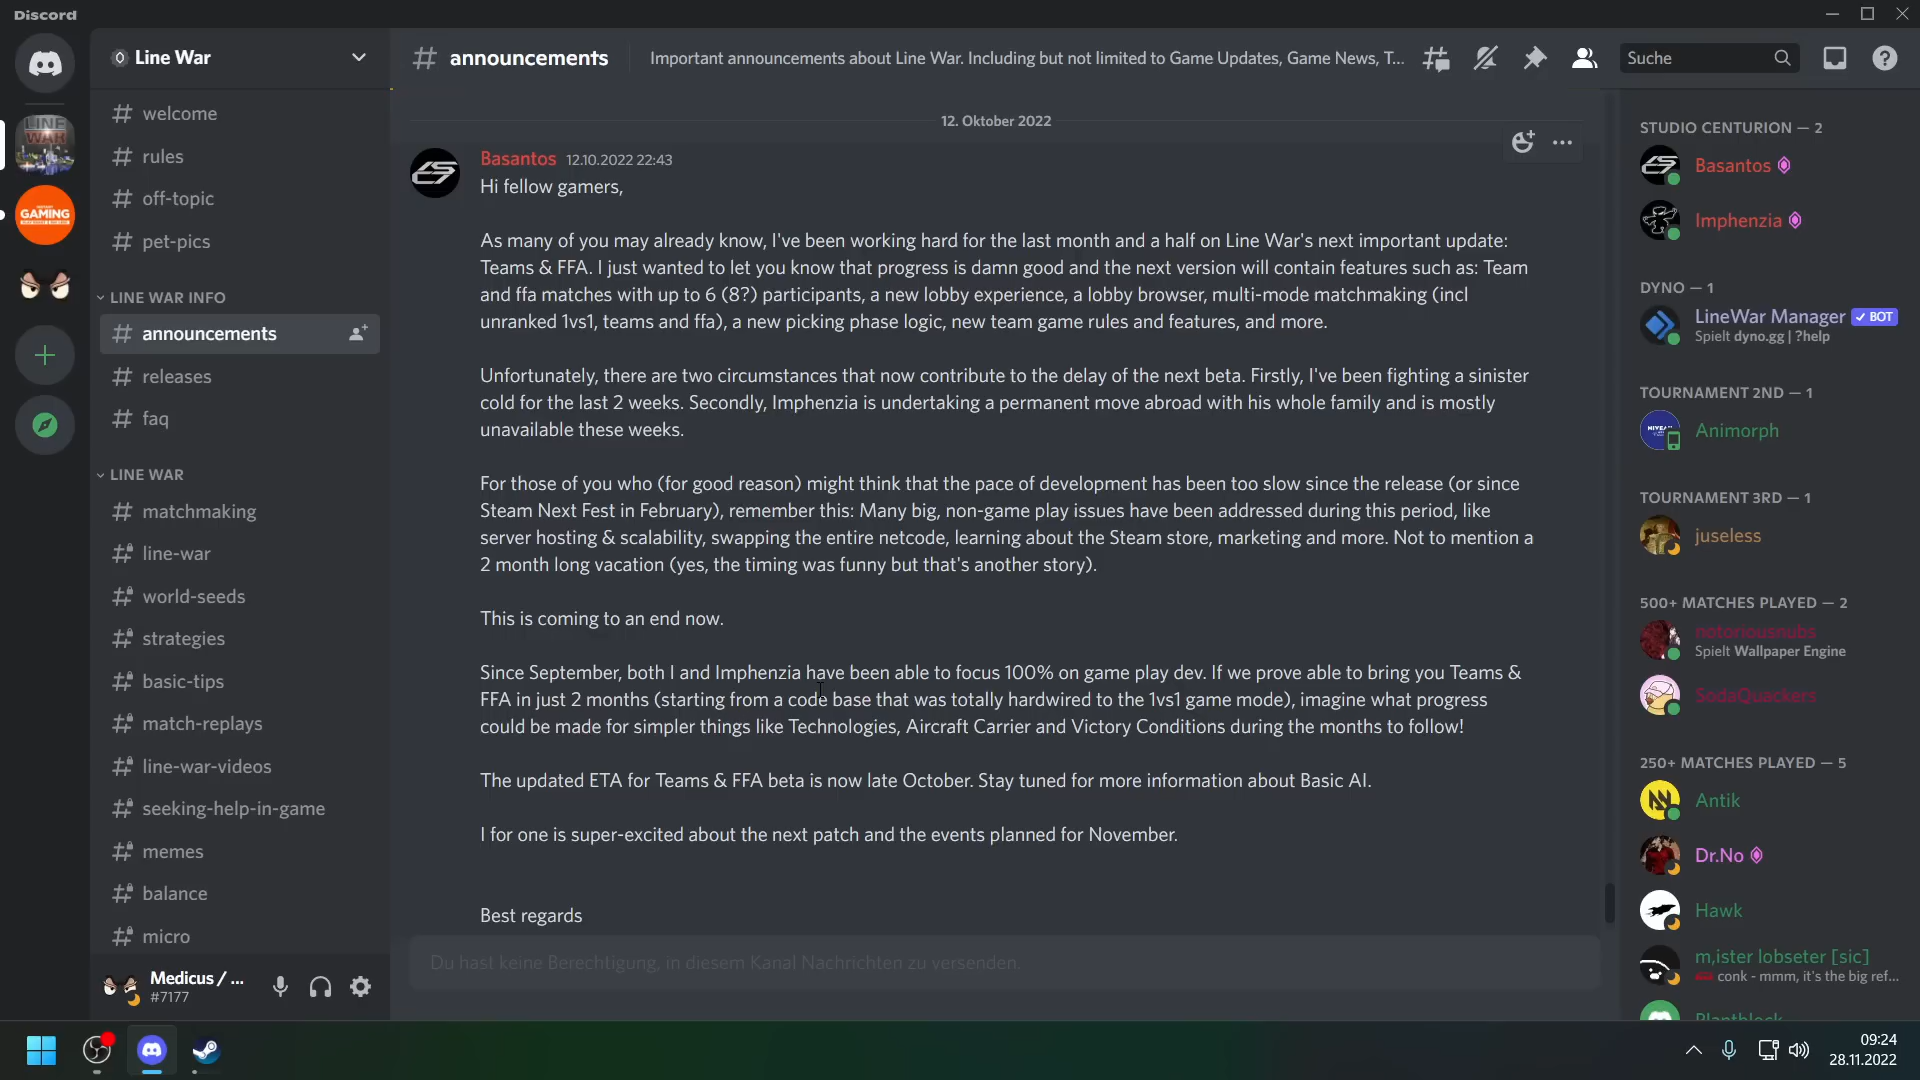 Discord
Line War
announcements
Important announcements about Line War. Including but not limited to Game Updates, Game News, T...
Suche
welcome
rules
off-topic
pet-pics
LINE WAR INFO
announcements
releases
faq
LINE WAR
matchmaking
line-war
world-seeds
strategies
basic-tips
match-replays
line-war-videos
seeking-help-in-game
memes
balance
micro
Medicus / ...
#7177
LINE
WAR
GAMING
12. Oktober 2022
Basantos 12.10.2022 22:43
Hi fellow gamers,
As many of you may already know, I've been working hard for the last month and a half on Line War's next important update:
Teams & FFA. I just wanted to let you know that progress is damn good and the next version will contain features such as: Team
and ffa matches with up to 6 (8?) participants, a new lobby experience, a lobby browser, multi-mode matchmaking (incl
unranked 1vs1, teams and ffa), a new picking phase logic, new team game rules and features, and more.
Unfortunately, there are two circumstances that now contribute to the delay of the next beta. Firstly, I've been fighting a sinister
cold for the last 2 weeks. Secondly, Imphenzia is undertaking a permanent move abroad with his whole family and is mostly
unavailable these weeks.
For those of you who (for good reason) might think that the pace of development has been too slow since the release (or since
Steam Next Fest in February), remember this: Many big, non-game play issues have been addressed during this period, like
server hosting & scalability, swapping the entire netcode, learning about the Steam store, marketing and more. Not to mention a
2 month long vacation (yes, the timing was funny but that's another story).
This is coming to an end now.
Since September, both I and Imphenzia have been able to focus 100% on game play dev. If we prove able to bring you Teams &
FFA in just 2 months (starting from a code base that was totally hardwired to the 1vs1 game mode), imagine what progress
could be made for simpler things like Technologies, Aircraft Carrier and Victory Conditions during the months to follow!
The updated ETA for Teams & FFA beta is now late October. Stay tuned for more information about Basic AI.
I for one is super-excited about the next patch and the events planned for November.
Best regards
Du hast keine Berechtigung, in diesem Kanal Nachrichten zu versenden.
STUDIO CENTURION — 2
Basantos
Imphenzia
DYNO — 1
LineWar Manager ✓ BOT
Spielt dyno.gg | ?help
TOURNAMENT 2ND — 1
Animorph
TOURNAMENT 3RD — 1
juseless
500+ MATCHES PLAYED — 2
notoriousnubs
Spielt Wallpaper Engine
SodaQuackers
250+ MATCHES PLAYED — 5
Antik
Dr.No
Hawk
m,ister lobseter [sic]
conk - mmm, it's the big ref...
Plantblock
09:24
28.11.2022